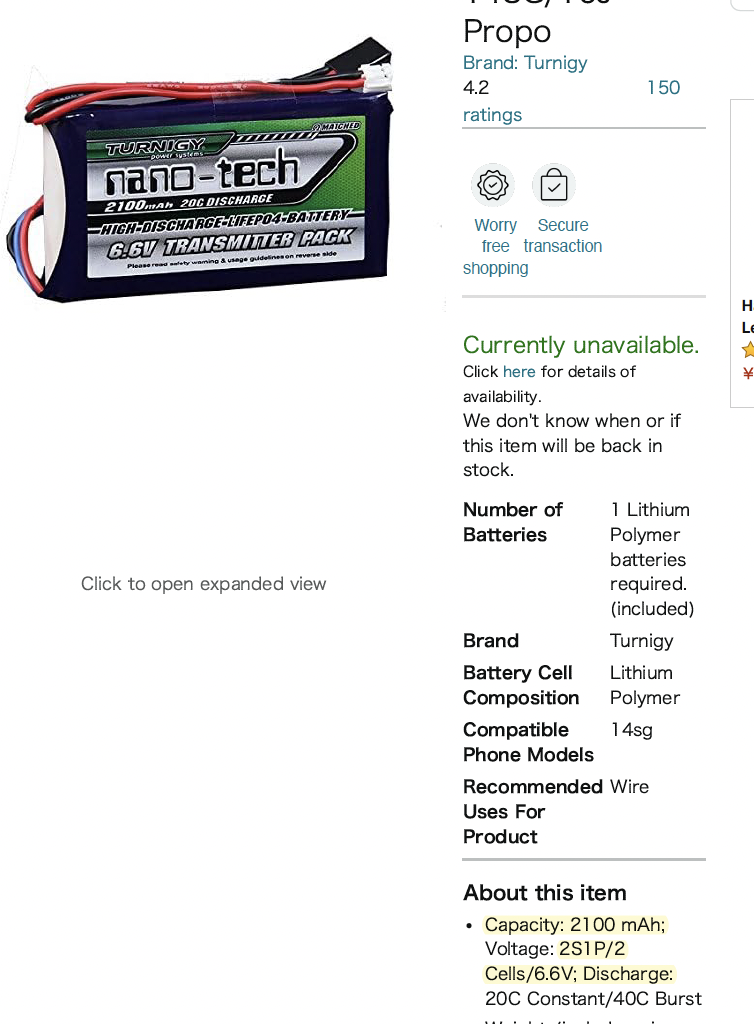 Propo
Brand: Turnigy
4.2 150
ratings
TURNIGY
power systems
MATCHED
nano-tech
2100mAh 20C DISCHARGE
HIGH-DISCHARGE-LIFEPO4-BATTERY
6.6V TRANSMITTER PACK
Please read safety warning & usage guidelines on reverse side
Worry free shopping
Secure transaction
Currently unavailable.
Click here for details of
availability.
We don't know when or if
this item will be back in
stock.
Number of Batteries
1 Lithium
Polymer
batteries
required.
(included)
Click to open expanded view
Brand Turnigy
Battery Cell Composition
Lithium
Polymer
Compatible Phone Models
14sg
Recommended Uses For Product
Wire
About this item
• Capacity: 2100 mAh;
Voltage: 2S1P/2
Cells/6.6V; Discharge:
20C Constant/40C Burst